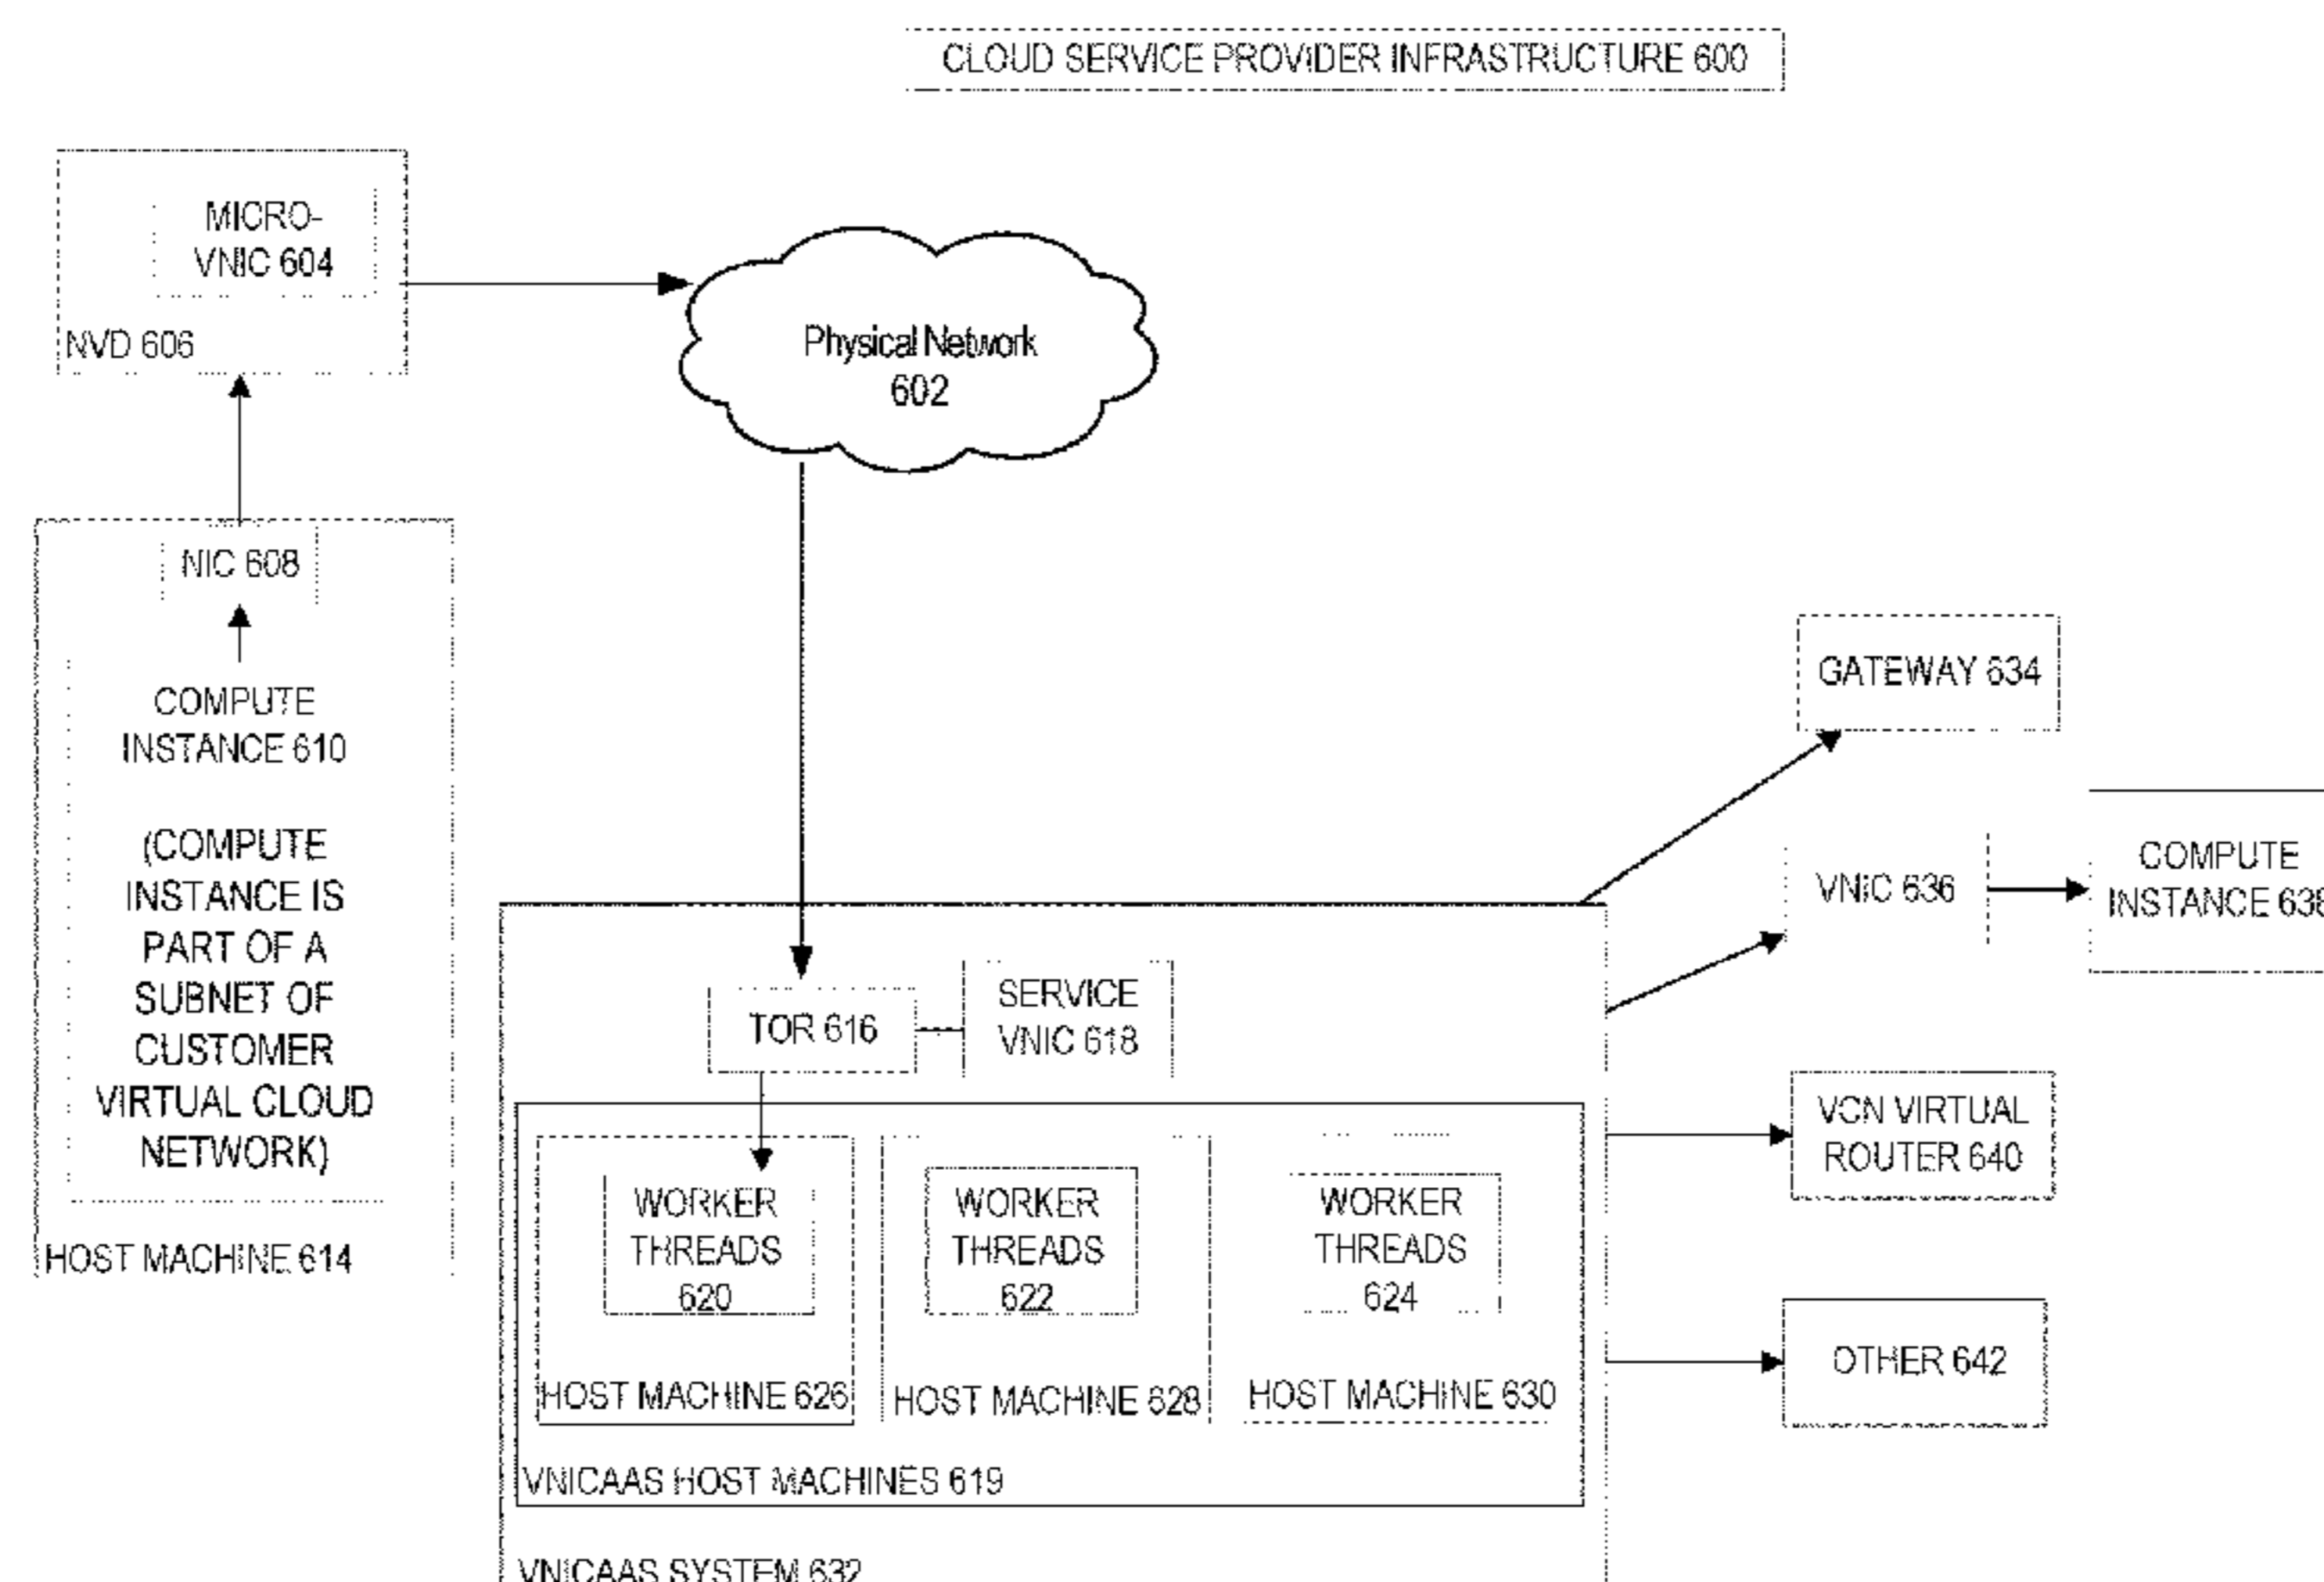 CLOUD SERVICE PROVIDER INFRASTRUCTURE 600
MICRO-
VNIC 604
NVD 606
Physical Network
602
NIC 608
COMPUTE
INSTANCE 610
(COMPUTE
INSTANCE IS
PART OF A
SUBNET OF
CUSTOMER
VIRTUAL CLOUD
NETWORK)
HOST MACHINE 614
GATEWAY 634
VNIC 636
COMPUTE
INSTANCE 638
TOR 616
SERVICE
VNIC 618
VCN VIRTUAL
ROUTER 640
WORKER
THREADS
620
HOST MACHINE 626
WORKER
THREADS
622
HOST MACHINE 628
WORKER
THREADS
624
HOST MACHINE 630
OTHER 642
VNICAAS HOST MACHINES 619
VNICAAS SYSTEM 632